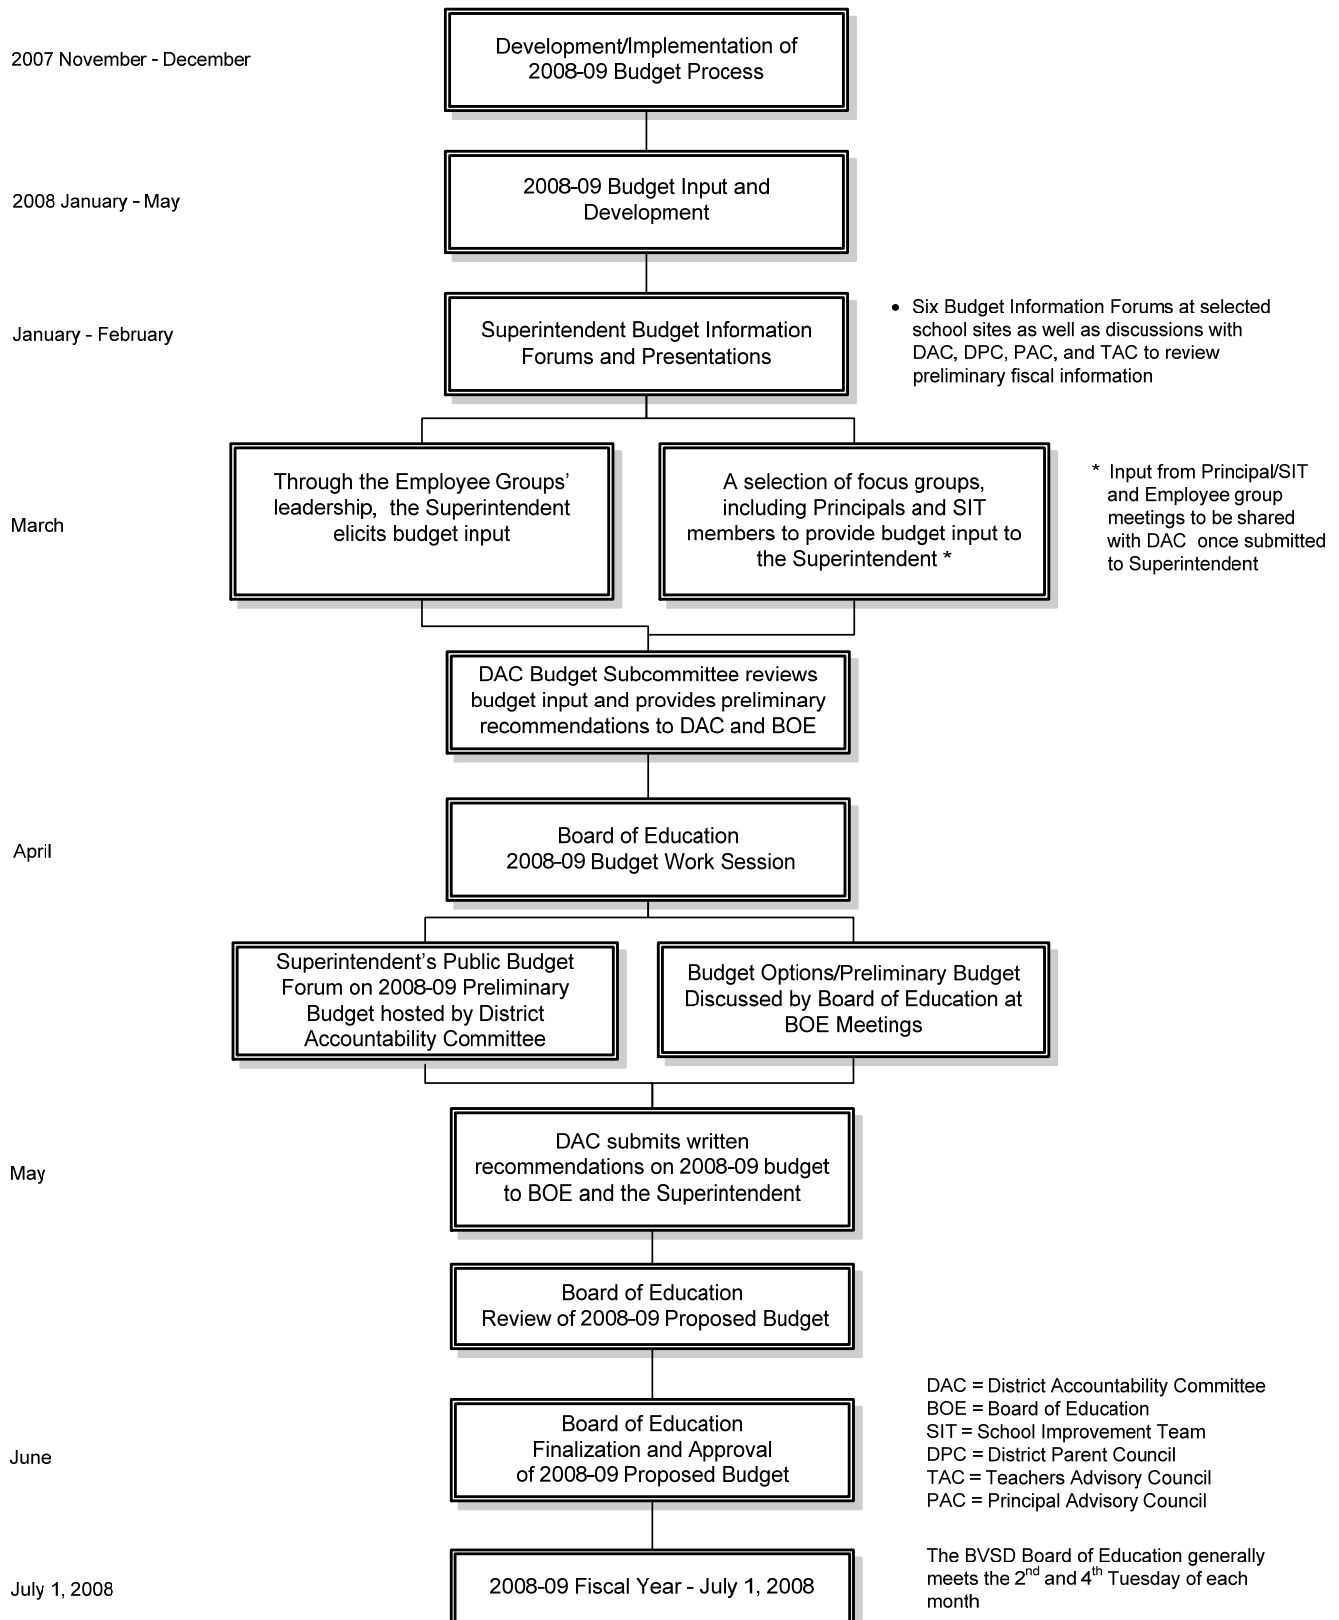 2007 November - December
Development/Implementation of
2008-09 Budget Process
2008 January - May
2008-09 Budget Input and
Development
January - February
Superintendent Budget Information
Forums and Presentations
• Six Budget Information Forums at selected
school sites as well as discussions with
DAC, DPC, PAC, and TAC to review
preliminary fiscal information
March
Through the Employee Groups'
leadership, the Superintendent
elicits budget input
A selection of focus groups,
including Principals and SIT
members to provide budget input to
the Superintendent *
* Input from Principal/SIT
and Employee group
meetings to be shared
with DAC once submitted
to Superintendent
DAC Budget Subcommittee reviews
budget input and provides preliminary
recommendations to DAC and BOE
April
Board of Education
2008-09 Budget Work Session
Superintendent's Public Budget
Forum on 2008-09 Preliminary
Budget hosted by District
Accountability Committee
Budget Options/Preliminary Budget
Discussed by Board of Education at
BOE Meetings
May
DAC submits written
recommendations on 2008-09 budget
to BOE and the Superintendent
Board of Education
Review of 2008-09 Proposed Budget
June
Board of Education
Finalization and Approval
of 2008-09 Proposed Budget
DAC = District Accountability Committee
BOE = Board of Education
SIT = School Improvement Team
DPC = District Parent Council
TAC = Teachers Advisory Council
PAC = Principal Advisory Council
July 1, 2008
2008-09 Fiscal Year - July 1, 2008
The BVSD Board of Education generally
meets the 2nd and 4th Tuesday of each
month